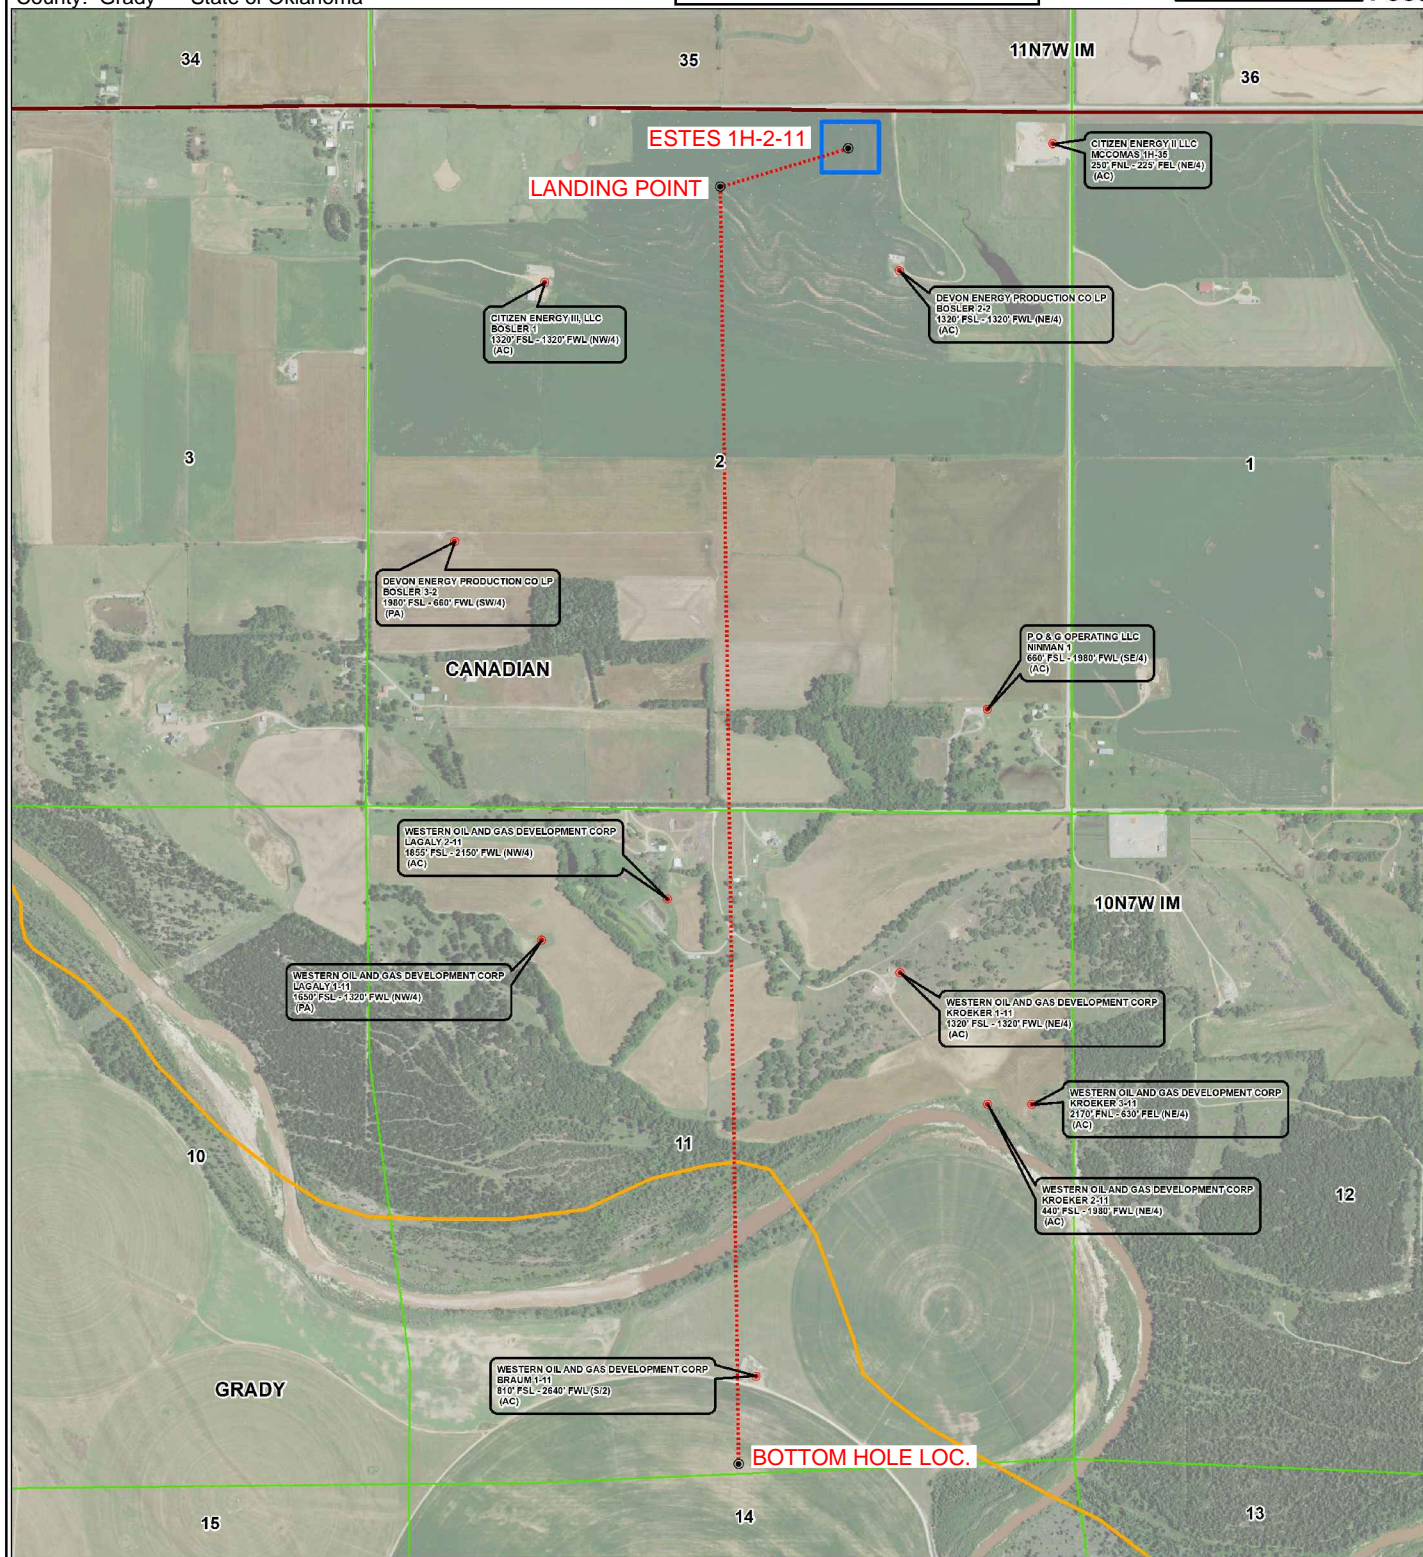 County: Grady State of Oklahoma
34
35
11N7W IM
36
ESTES 1H-2-11
CITIZEN ENERGY II LLC
MCCOMAS 1H-35
250' FNL - 225' FEL (NE/4)
(AC)
LANDING POINT
CITIZEN ENERGY III, LLC
BOSLER 1
1320' FSL - 1320' FWL (NW/4)
(AC)
DEVON ENERGY PRODUCTION CO LP
BOSLER 2-2
1320' FSL - 1320' FWL (NE/4)
(AC)
3
2
1
DEVON ENERGY PRODUCTION CO LP
BOSLER 3-2
1980' FSL - 660' FWL (SW/4)
(PA)
CANADIAN
P O & G OPERATING LLC
NINMAN 1
660' FSL - 1980' FWL (SE/4)
(AC)
WESTERN OIL AND GAS DEVELOPMENT CORP
LAGALY 2-11
1855' FSL - 2150' FWL (NW/4)
(AC)
10N7W IM
WESTERN OIL AND GAS DEVELOPMENT CORP
LAGALY 1-11
1650' FSL - 1320' FWL (NW/4)
(PA)
WESTERN OIL AND GAS DEVELOPMENT CORP
KROEKER 1-11
1320' FSL - 1320' FWL (NE/4)
(AC)
WESTERN OIL AND GAS DEVELOPMENT CORP
KROEKER 3-11
2170' FNL - 630' FEL (NE/4)
(AC)
10
11
12
WESTERN OIL AND GAS DEVELOPMENT CORP
KROEKER 2-11
440' FSL - 1980' FWL (NE/4)
(AC)
GRADY
WESTERN OIL AND GAS DEVELOPMENT CORP
BRAUM 1-11
810' FSL - 2640' FWL (S/2)
(AC)
BOTTOM HOLE LOC.
15
14
13